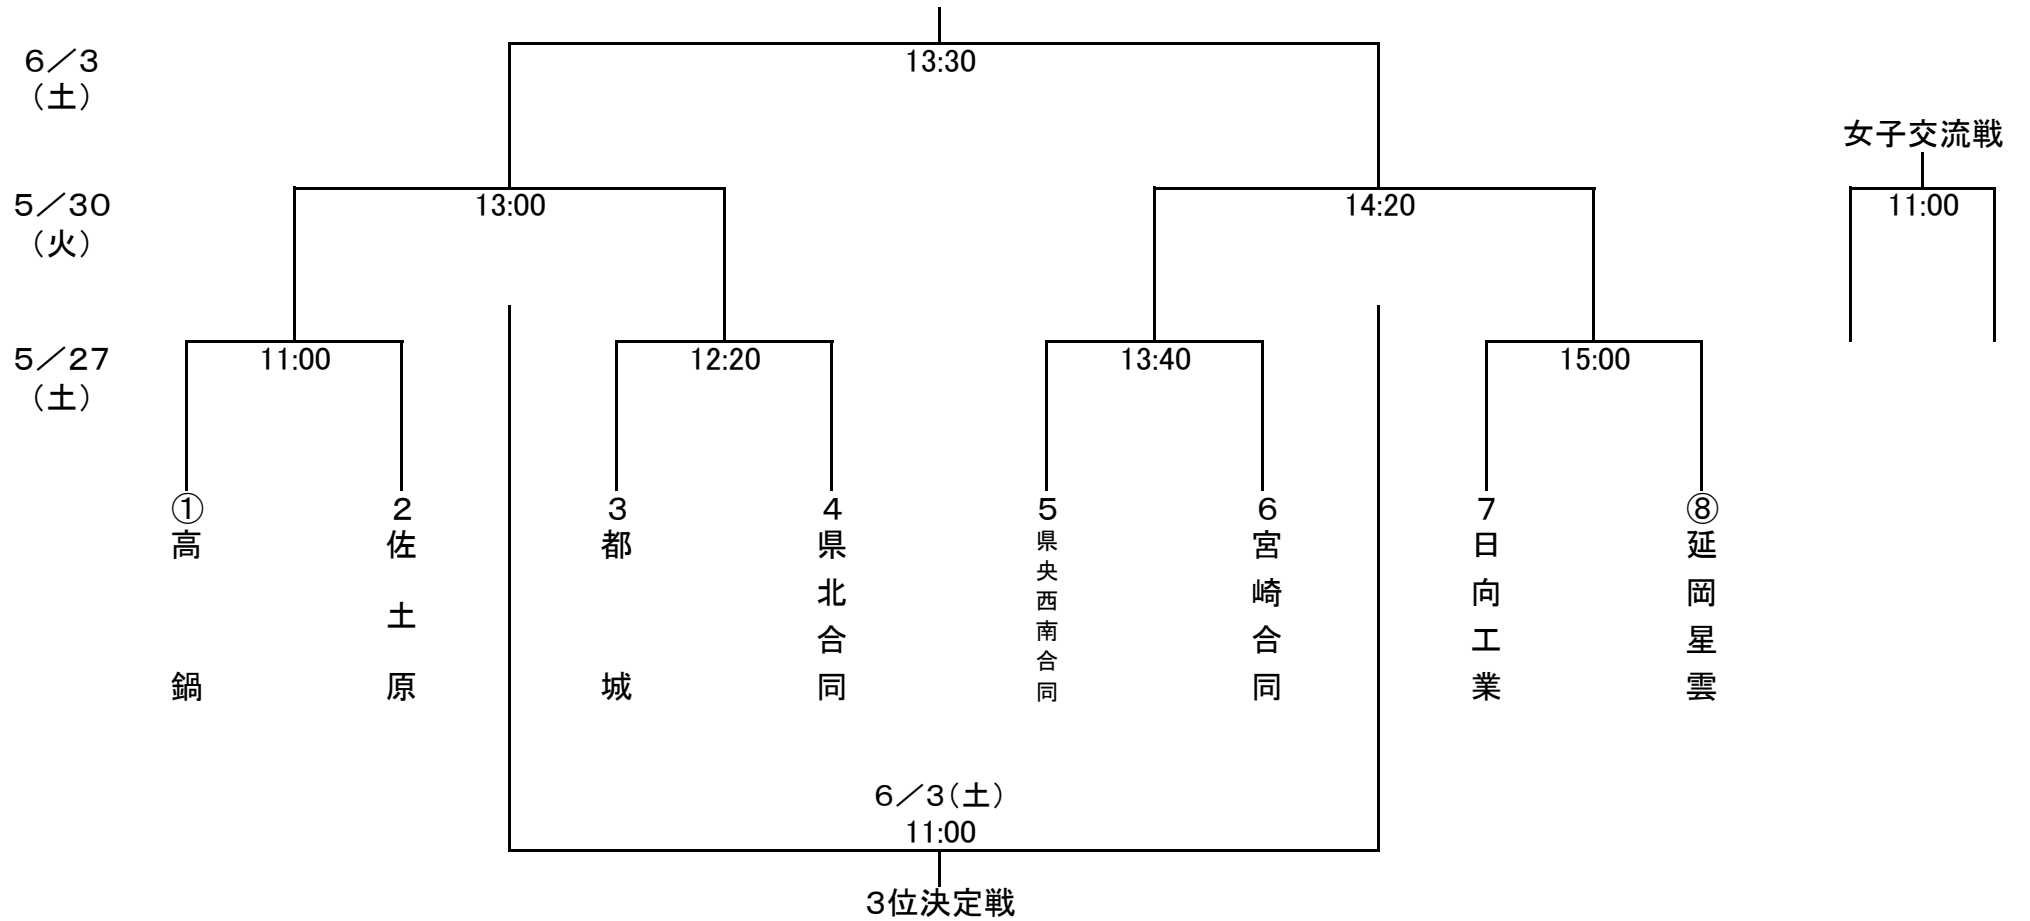 ６／３
（土）
13:30
女子交流戦
５／３０
（火）
13:00
14:20
11:00
５／２７
（土）
11:00
12:20
13:40
15:00
①
高鍋
２
佐土原
３
都城
４
県北合同
５
県央西南合同
６
宮崎合同
７
日向工業
⑧
延岡星雲
６／３（土）
11:00
３位決定戦